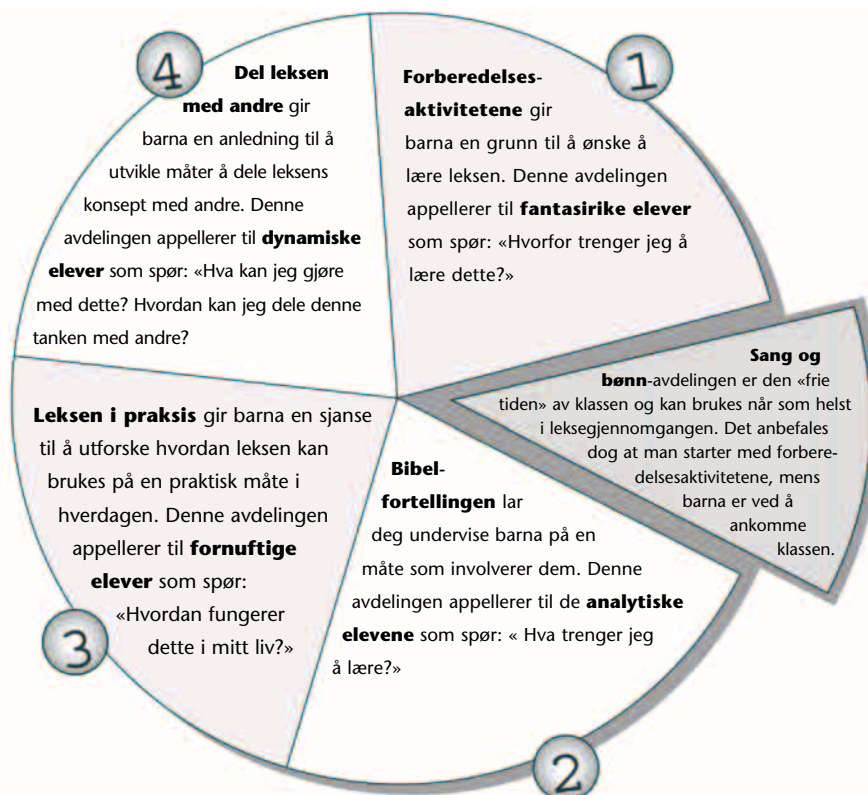 1
Forberedelses-
aktivitetene gir
barna en grunn til å ønske å
lære leksen. Denne avdelingen
appellerer til fantasirike elever
som spør: «Hvorfor trenger jeg å
lære dette?»
Sang og
bønn-avdelingen er den «frie
tiden» av klassen og kan brukes når som helst
i leksegjennomgangen. Det anbefales
dog at man starter med forbere-
delsesaktivitetene, mens
barna er ved å
ankomme
klassen.
2
Bibel-
fortellingen lar
deg undervise barna på en
måte som involverer dem. Denne
avdelingen appellerer til de analytiske
elevene som spør: « Hva trenger jeg
å lære?»
3
Leksen i praksis gir barna en sjanse
til å utforske hvordan leksen kan
brukes på en praktisk måte i
hverdagen. Denne avdelingen
appellerer til fornuftige
elever som spør:
«Hvordan fungerer
dette i mitt liv?»
4
Del leksen
med andre gir
barna en anledning til å
utvikle måter å dele leksens
konsept med andre. Denne
avdelingen appellerer til dynamiske
elever som spør: «Hva kan jeg gjøre
med dette? Hvordan kan jeg dele denne
tanken med andre?